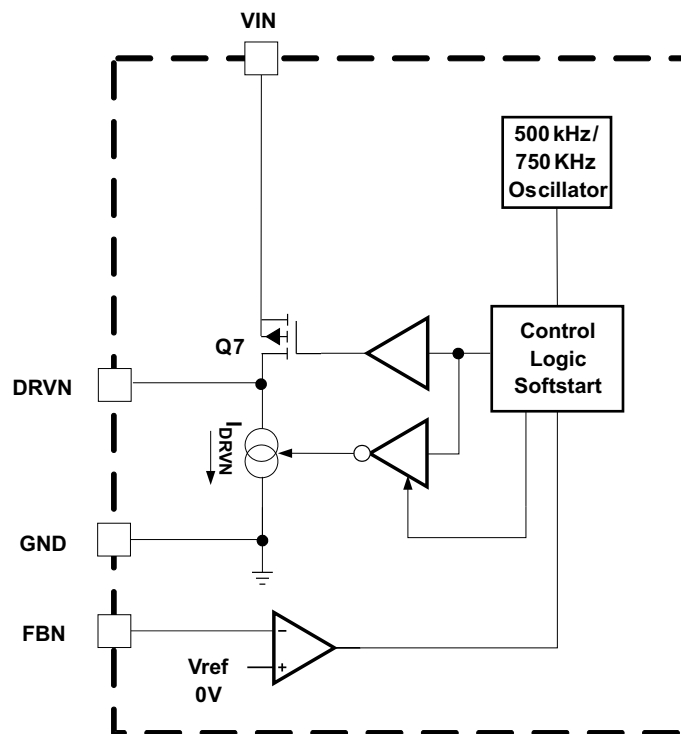 VIN
500 kHz/
750 KHz
Oscillator
Q7
Control
Logic
Softstart
DRVN
IDRVN
GND
FBN
−
Vref
+
0V